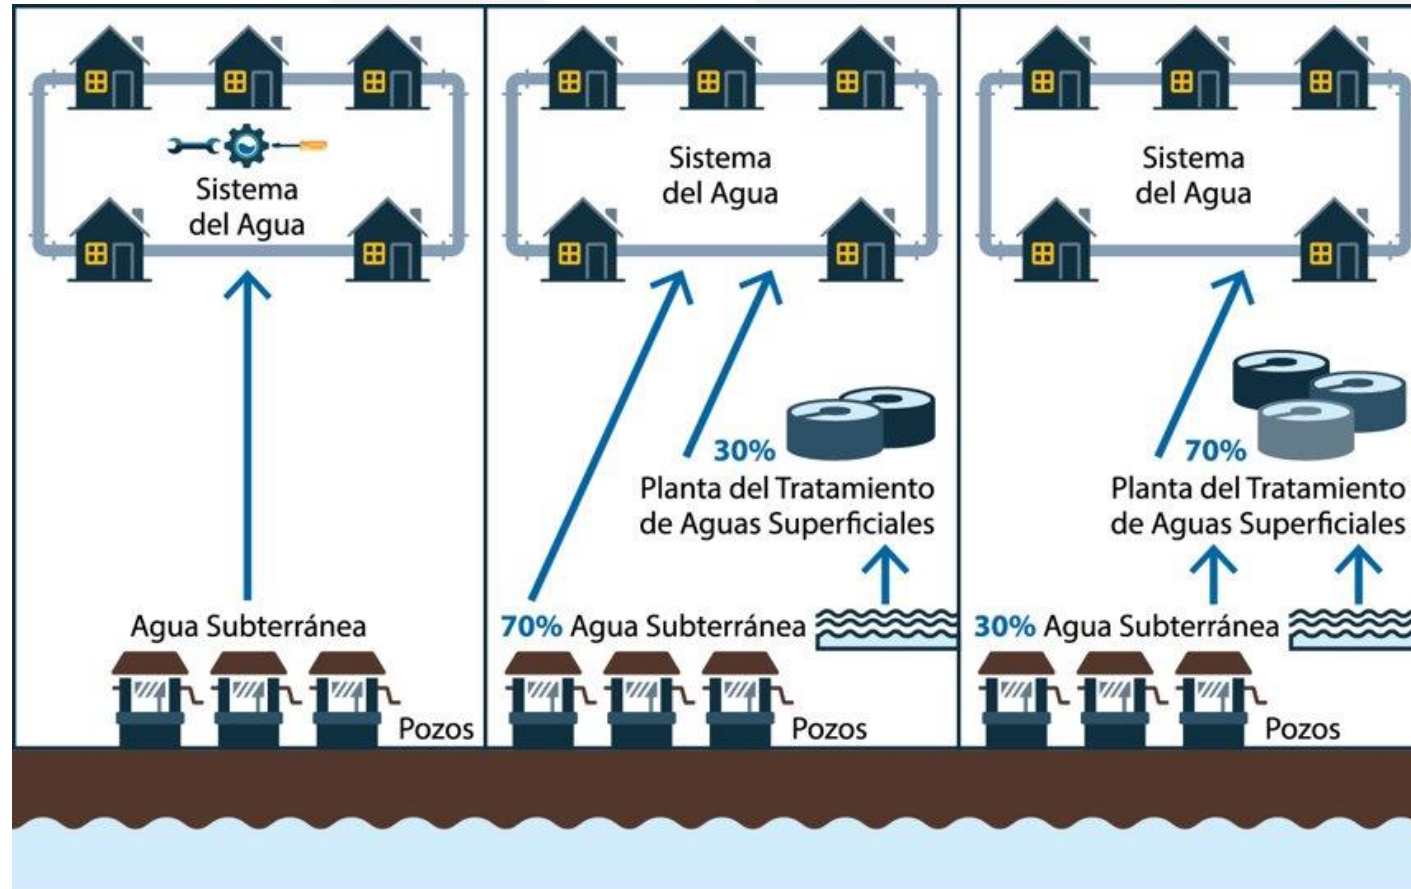 Sistema
del Agua
Agua Subterránea
Pozos
Sistema
del Agua
30%
Planta del Tratamiento
de Aguas Superficiales
70% Agua Subterránea
Pozos
Sistema
del Agua
70%
Planta del Tratamiento
de Aguas Superficiales
30% Agua Subterránea
Pozos